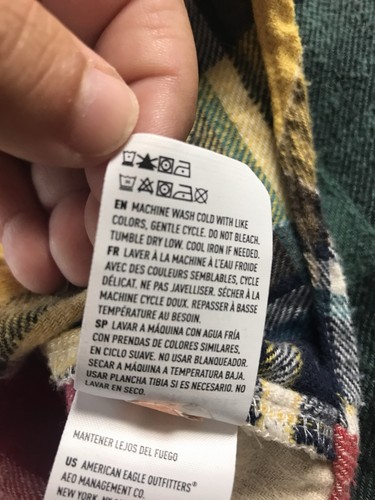 EN MACHINE WASH COLD WITH LIKE
COLORS, GENTLE CYCLE. DO NOT BLEACH.
TUMBLE DRY LOW. COOL IRON IF NEEDED.
FR LAVER À LA MACHINE À L'EAU FROIDE
AVEC DES COULEURS SEMBLABLES, CYCLE
DÉLICAT. NE PAS JAVELLISER. SÉCHER À LA
MACHINE CYCLE DOUX. REPASSER À BASSE
TEMPÉRATURE AU BESOIN.
SP LAVAR A MÁQUINA CON AGUA FRÍA
CON PRENDAS DE COLORES SIMILARES,
EN CICLO SUAVE. NO USAR BLANQUEADOR.
SECAR A MÁQUINA A TEMPERATURA BAJA.
USAR PLANCHA TIBIA SI ES NECESARIO. NO
LAVAR EN SECO.
MANTENER LEJOS DEL FUEGO
US AMERICAN EAGLE OUTFITTERS®
AEO MANAGEMENT CO.
NEW YORK,